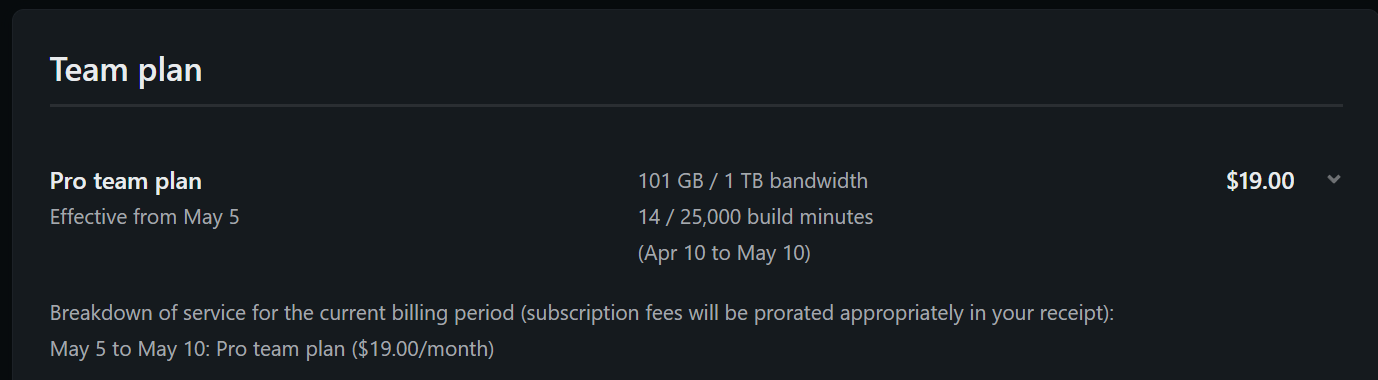 Team plan
Pro team plan
Effective from May 5
101 GB / 1 TB bandwidth
14 / 25,000 build minutes
(Apr 10 to May 10)
$19.00
Breakdown of service for the current billing period (subscription fees will be prorated appropriately in your receipt):
May 5 to May 10: Pro team plan ($19.00/month)